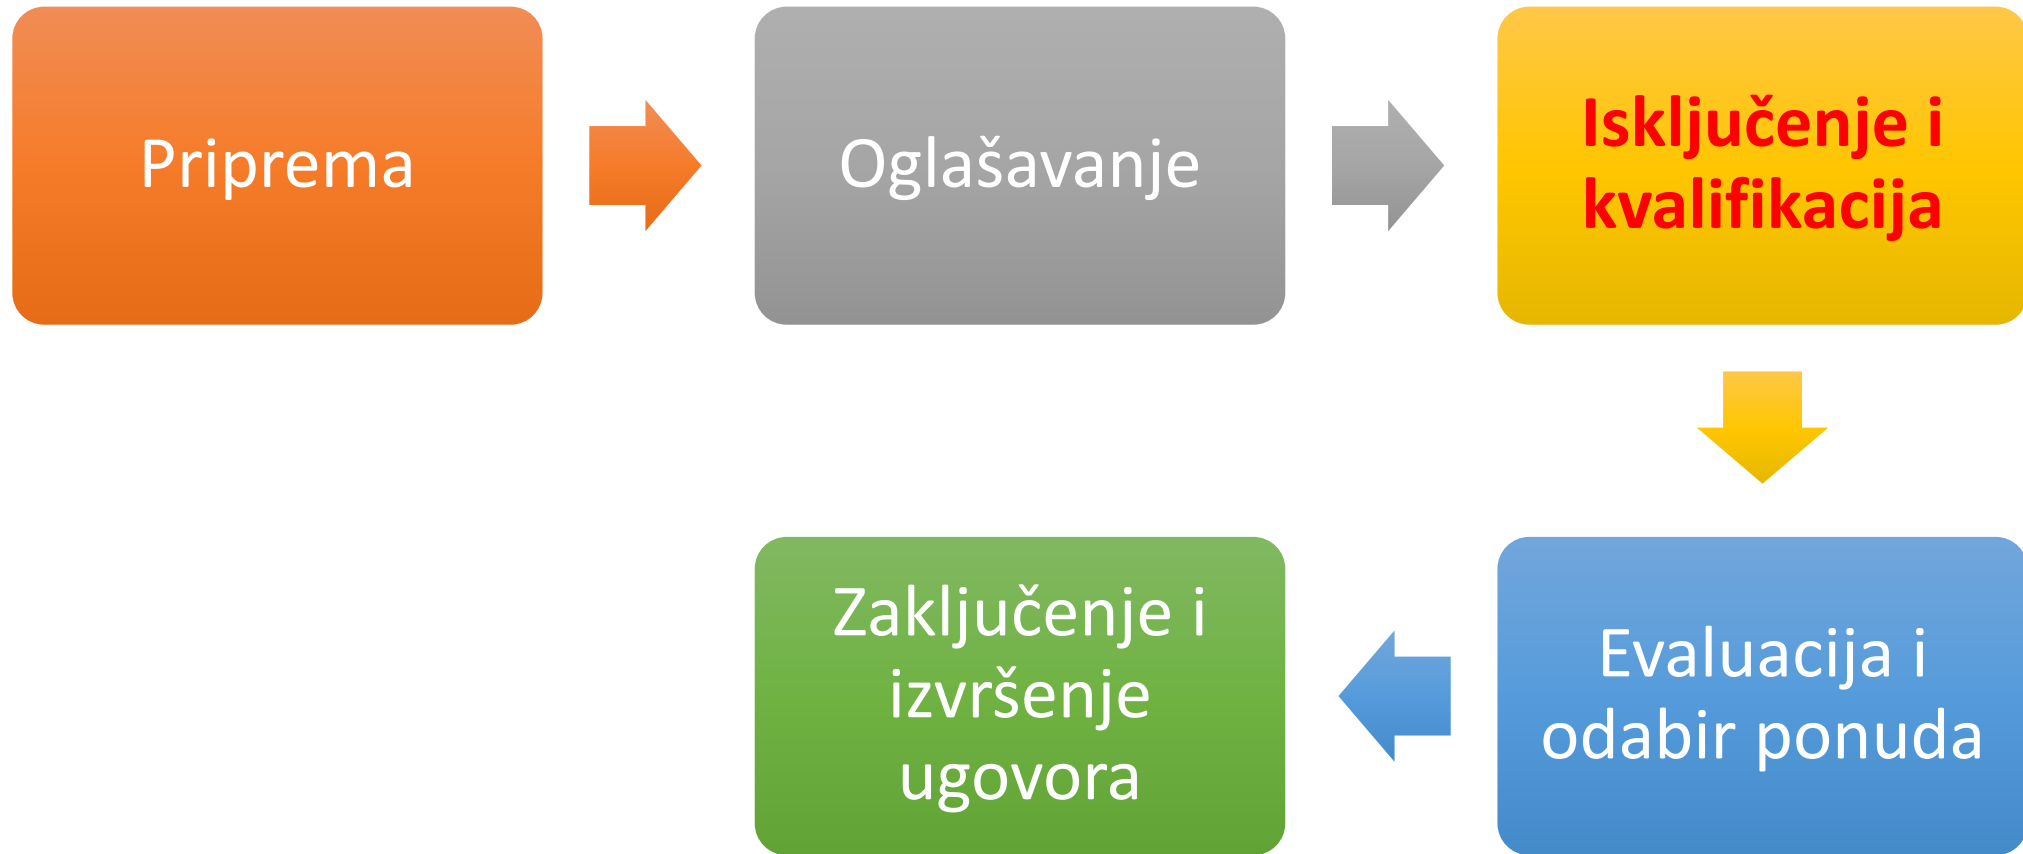 Priprema
Oglašavanje
Isključenje i
kvalifikacija
Evaluacija i
odabir ponuda
Zaključenje i
izvršenje
ugovora